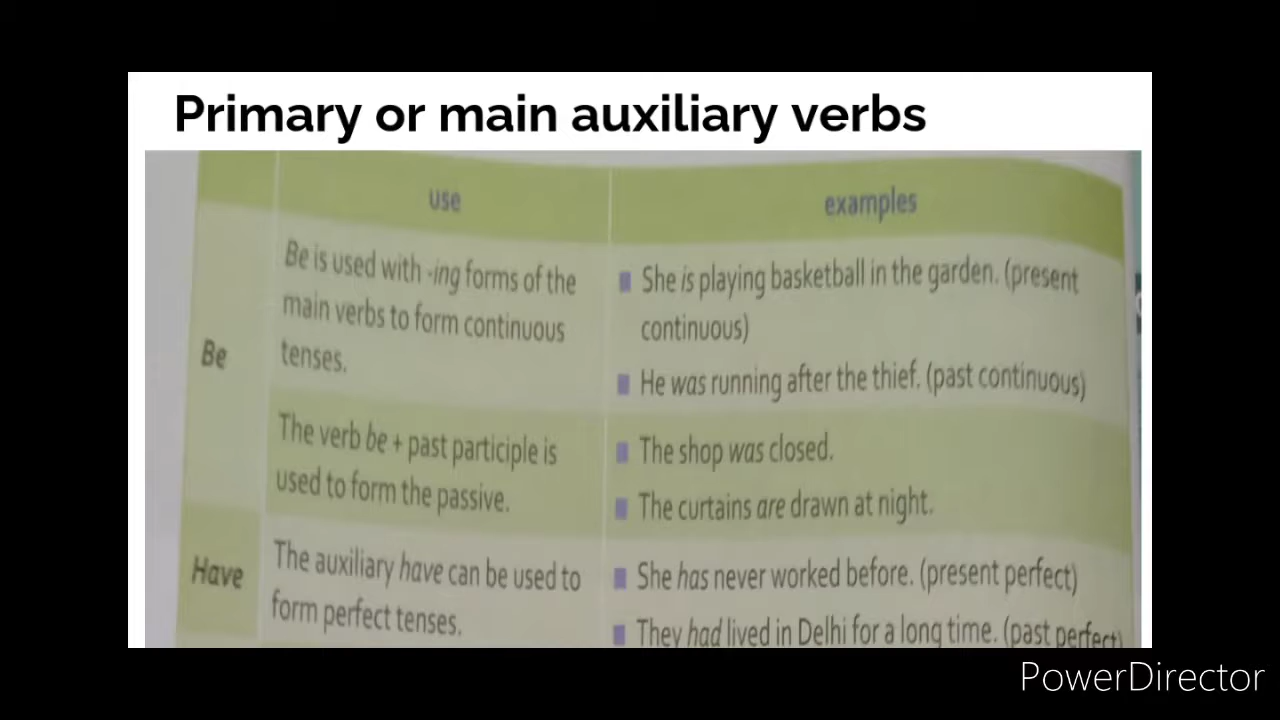 Primary or main auxiliary verbs
use
examples
Be
Be is used with -ing forms of the
main verbs to form continuous
tenses.
■ She is playing basketball in the garden. (present
continuous)
■ He was running after the thief. (past continuous)
The verb be + past participle is
used to form the passive.
■ The shop was closed.
■ The curtains are drawn at night.
Have
The auxiliary have can be used to
form perfect tenses.
■ She has never worked before. (present perfect)
■ They had lived in Delhi for a long time. (past perfect)
PowerDirector